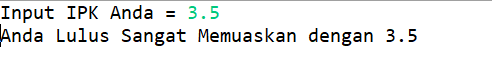 Input IPK Anda = 3.5
Anda Lulus Sangat Memuaskan dengan 3.5